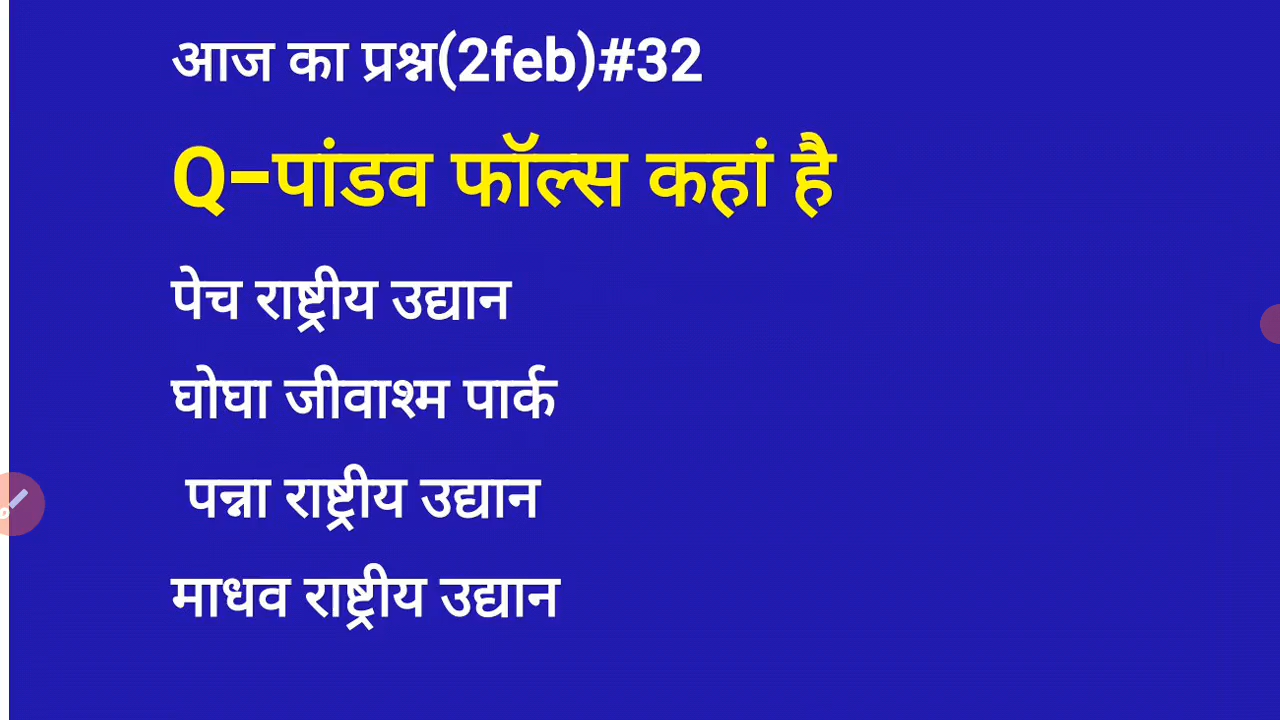 आज का प्रश्न(2feb)#32
Q-पांडव फॉल्स कहां है
पेच राष्ट्रीय उद्यान
घोघा जीवाश्म पार्क
पन्ना राष्ट्रीय उद्यान
माधव राष्ट्रीय उद्यान